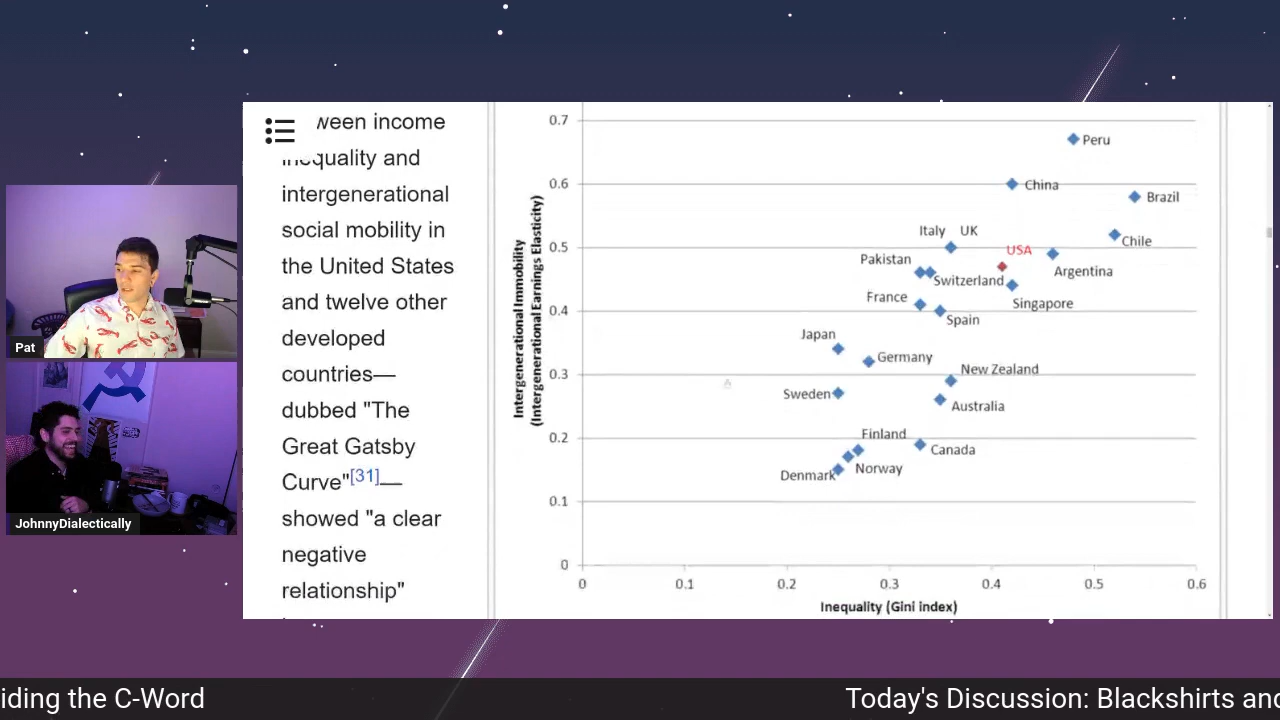 ween income
inequality and
intergenerational
social mobility in
the United States
and twelve other
developed
countries—
dubbed "The
Great Gatsby
Curve"[31]—
showed "a clear
negative
relationship"
Intergenerational Immobility
(Intergenerational Earnings Elasticity)
0.7
0.6
0.5
0.4
0.3
0.2
0.1
0
0
0.1
0.2
0.3
0.4
0.5
0.6
Inequality (Gini index)
Peru
China
Brazil
Italy UK
USA
Chile
Pakistan
Switzerland
Argentina
France
Singapore
Spain
Japan
Germany
New Zealand
Sweden
Australia
Finland
Canada
Denmark
Norway
Pat
JohnnyDialectically
iding the C-Word
Today's Discussion: Blackshirts and